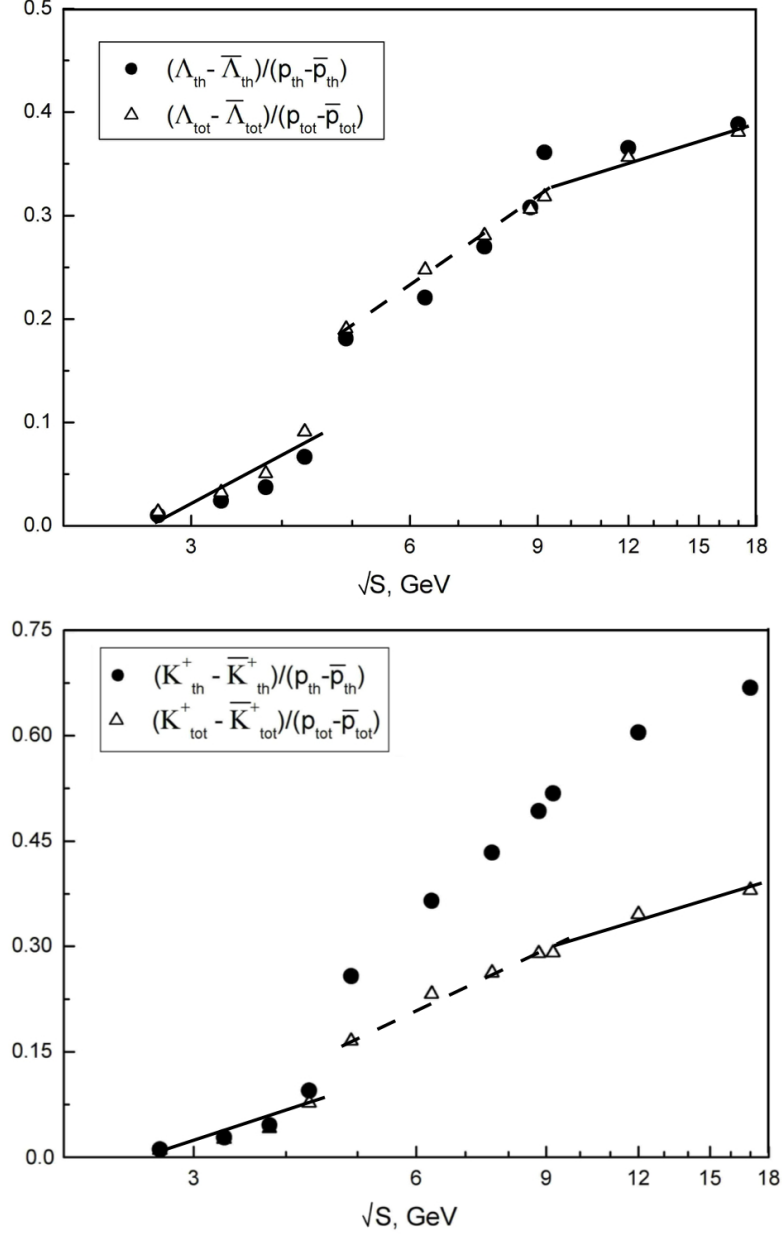 0.5
(Λth- Λ̅th)/(pth-p̅th)
0.4
(Λtot- Λ̅tot)/(ptot-p̅tot)
0.3
0.2
0.1
0.0
3 6 9 12 15 18
√S, GeV
0.75
(K⁺th - K̅⁺th)/(pth-p̅th)
(K⁺tot - K̅⁺tot)/(ptot-p̅tot)
0.60
0.45
0.30
0.15
0.0
3 6 9 12 15 18
√S, GeV